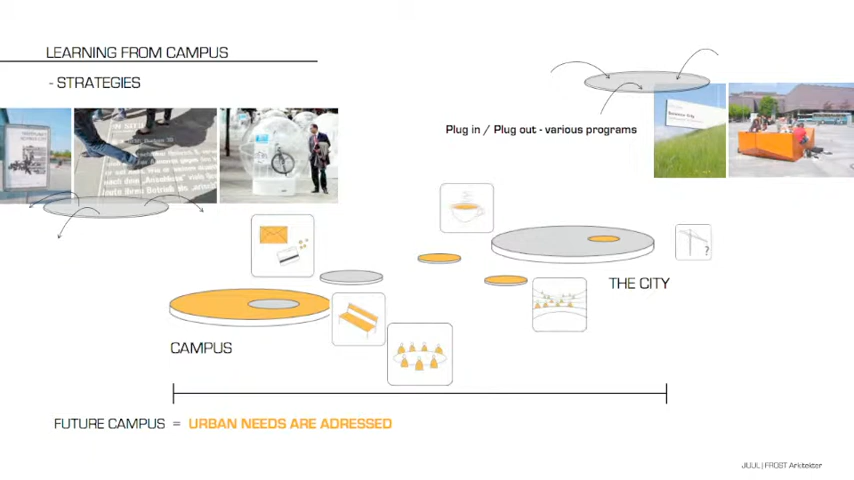 LEARNING FROM CAMPUS
- STRATEGIES
Plug in / Plug out - various programs
?
THE CITY
CAMPUS
FUTURE CAMPUS = URBAN NEEDS ARE ADRESSED
JUUL | FROST Arkitekter